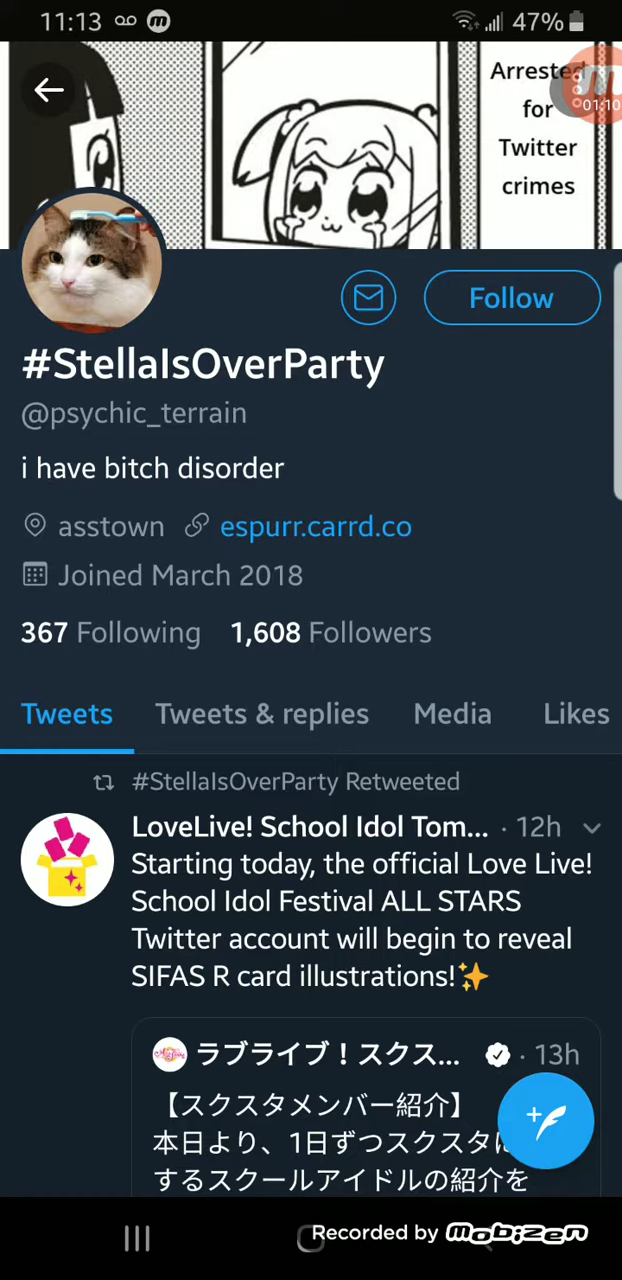 11:13
47%
Arrested
for
Twitter
crimes
01:10
Follow
#StellaIsOverParty
@psychic_terrain
i have bitch disorder
asstown espurr.carrd.co
Joined March 2018
367 Following 1,608 Followers
Tweets Tweets & replies Media Likes
#StellaIsOverParty Retweeted
LoveLive! School Idol Tom... · 12h
Starting today, the official Love Live!
School Idol Festival ALL STARS
Twitter account will begin to reveal
SIFAS R card illustrations!✨
ラブライブ！スクス... · 13h
【スクスタメンバー紹介】
本日より、1日ずつスクスタに
するスクールアイドルの紹介を
Recorded by mobizen